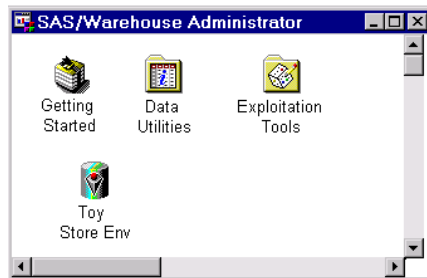 SAS/Warehouse Administrator
Getting
Started
Data
Utilities
Exploitation
Tools
Toy
Store Env